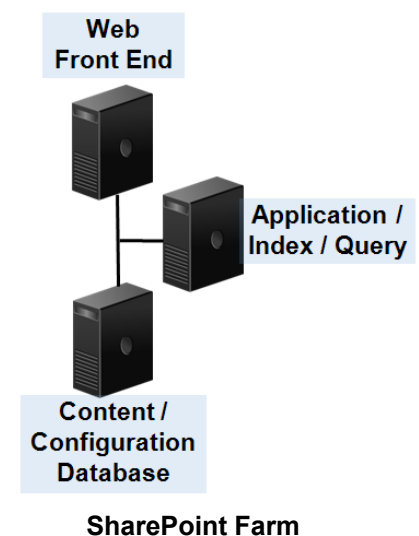 Web
Front End
Application /
Index / Query
Content /
Configuration
Database
SharePoint Farm